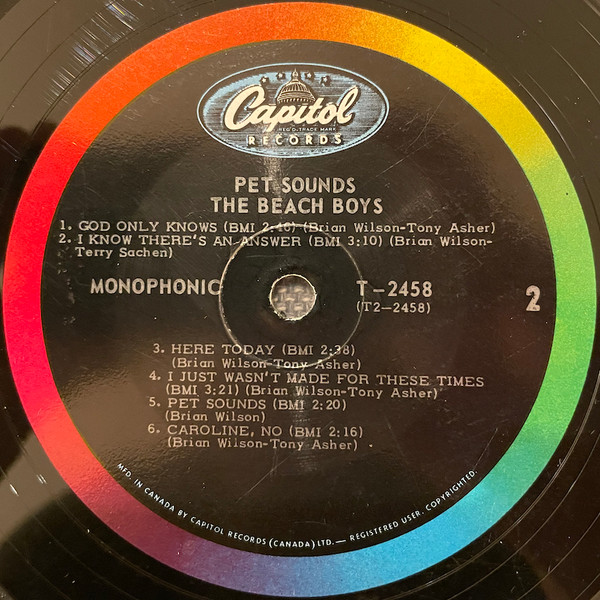 Capitol
REG'D·TRADE MARK
RECORDS
PET SOUNDS
THE BEACH BOYS
1. GOD ONLY KNOWS (BMI 2:46) (Brian Wilson-Tony Asher)
2. I KNOW THERE'S AN ANSWER (BMI 3:10) (Brian Wilson-
Terry Sachen)
MONOPHONIC T-2458
(T2-2458) 2
3. HERE TODAY (BMI 2:38)
(Brian Wilson-Tony Asher)
4. I JUST WASN'T MADE FOR THESE TIMES
(BMI 3:21) (Brian Wilson-Tony Asher)
5. PET SOUNDS (BMI 2:20)
(Brian Wilson)
6. CAROLINE, NO (BMI 2:16)
(Brian Wilson-Tony Asher) .
MFD. IN CANADA BY CAPITOL RECORDS (CANADA) LTD. — REGISTERED USER. COPYRIGHTED.